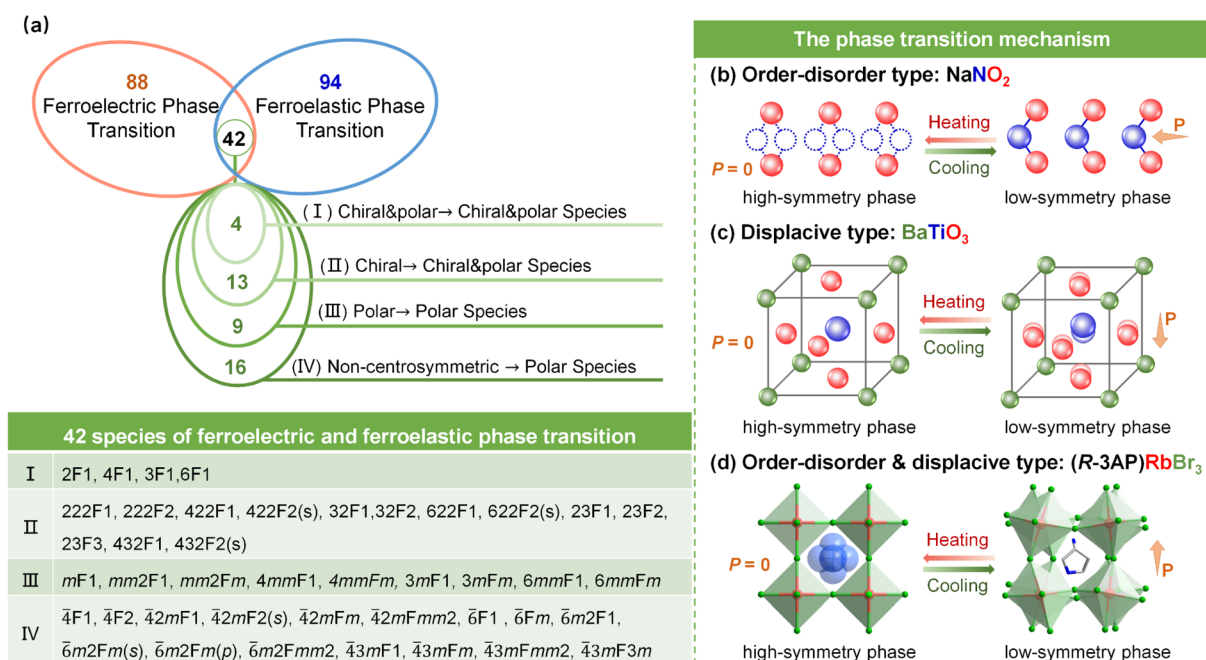 (a)
88
Ferroelectric Phase
Transition
94
Ferroelastic Phase
Transition
42
4
(Ⅰ) Chiral&polar→ Chiral&polar Species
13
(Ⅱ) Chiral→ Chiral&polar Species
9
(Ⅲ) Polar→ Polar Species
16
(Ⅳ) Non-centrosymmetric → Polar Species
42 species of ferroelectric and ferroelastic phase transition
Ⅰ 2F1, 4F1, 3F1,6F1
Ⅱ 222F1, 222F2, 422F1, 422F2(s), 32F1,32F2, 622F1, 622F2(s), 23F1, 23F2,
23F3, 432F1, 432F2(s)
Ⅲ mF1, mm2F1, mm2Fm, 4mmF1, 4mmFm, 3mF1, 3mFm, 6mmF1, 6mmFm
Ⅳ 4̅F1, 4̅F2, 4̅2mF1, 4̅2mF2(s), 4̅2mFm, 4̅2mFmm2, 6̅F1 , 6̅Fm, 6̅m2F1,
6̅m2Fm(s), 6̅m2Fm(p), 6̅m2Fmm2, 4̅3mF1, 4̅3mFm, 4̅3mFmm2, 4̅3mF3m
The phase transition mechanism
(b) Order-disorder type: NaNO₂
P = 0
Heating
Cooling
P
high-symmetry phase
low-symmetry phase
(c) Displacive type: BaTiO₃
P = 0
Heating
Cooling
P
high-symmetry phase
low-symmetry phase
(d) Order-disorder & displacive type: (R-3AP)RbBr₃
P = 0
Heating
Cooling
P
high-symmetry phase
low-symmetry phase